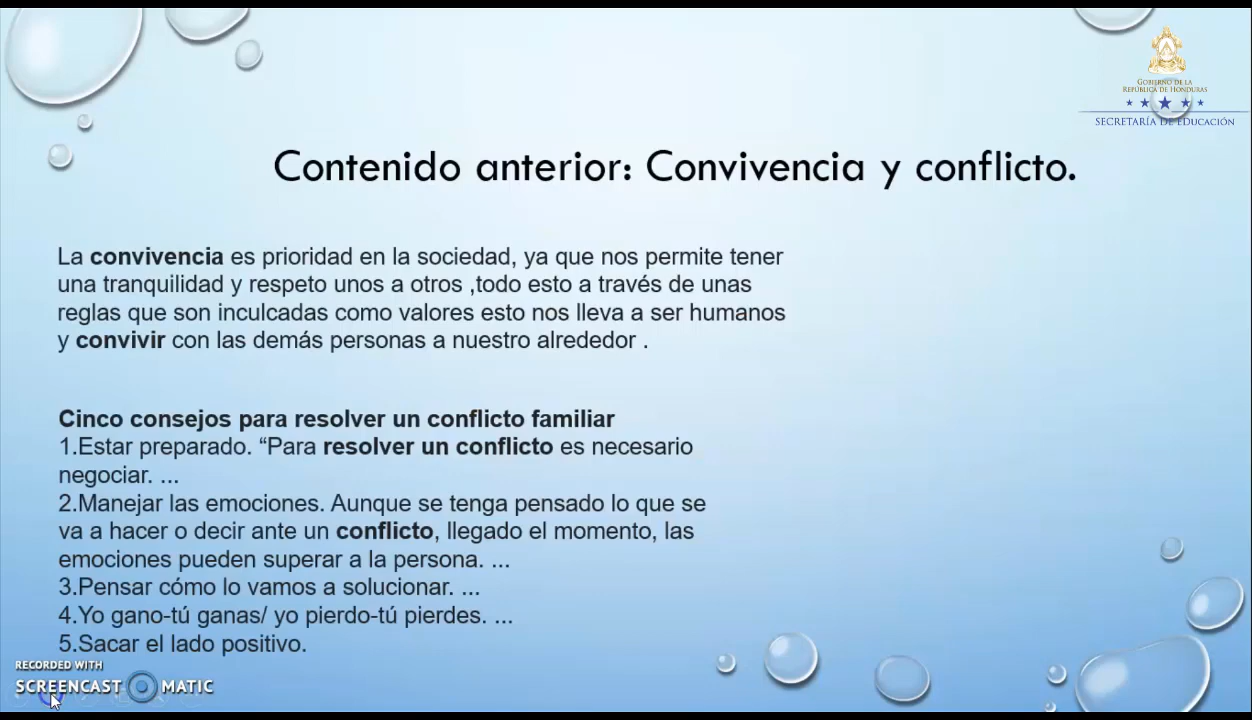 GOBIERNO DE LA
REPÚBLICA DE HONDURAS
SECRETARÍA DE EDUCACIÓN
Contenido anterior: Convivencia y conflicto.
La convivencia es prioridad en la sociedad, ya que nos permite tener
una tranquilidad y respeto unos a otros ,todo esto a través de unas
reglas que son inculcadas como valores esto nos lleva a ser humanos
y convivir con las demás personas a nuestro alrededor .
Cinco consejos para resolver un conflicto familiar
1.Estar preparado. “Para resolver un conflicto es necesario
negociar. ...
2.Manejar las emociones. Aunque se tenga pensado lo que se
va a hacer o decir ante un conflicto, llegado el momento, las
emociones pueden superar a la persona. ...
3.Pensar cómo lo vamos a solucionar. ...
4.Yo gano-tú ganas/ yo pierdo-tú pierdes. ...
5.Sacar el lado positivo.
RECORDED WITH
SCREENCAST MATIC